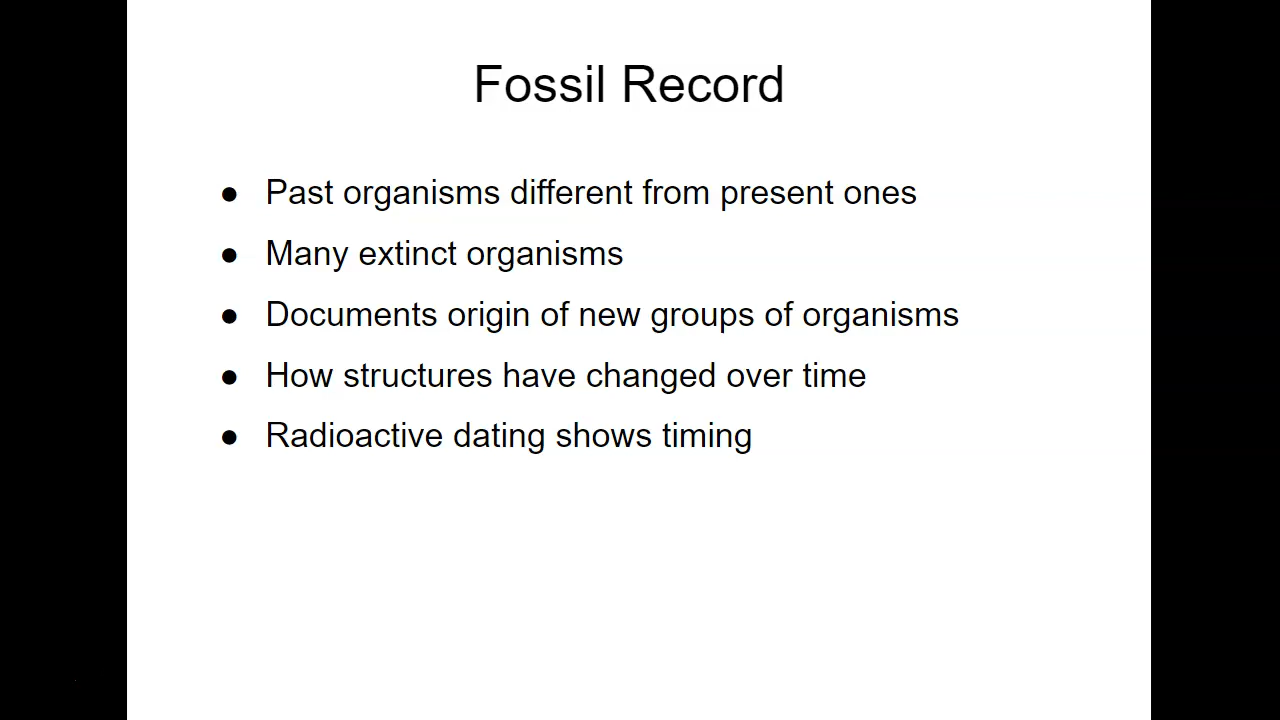 Fossil Record
● Past organisms different from present ones
● Many extinct organisms
● Documents origin of new groups of organisms
● How structures have changed over time
● Radioactive dating shows timing